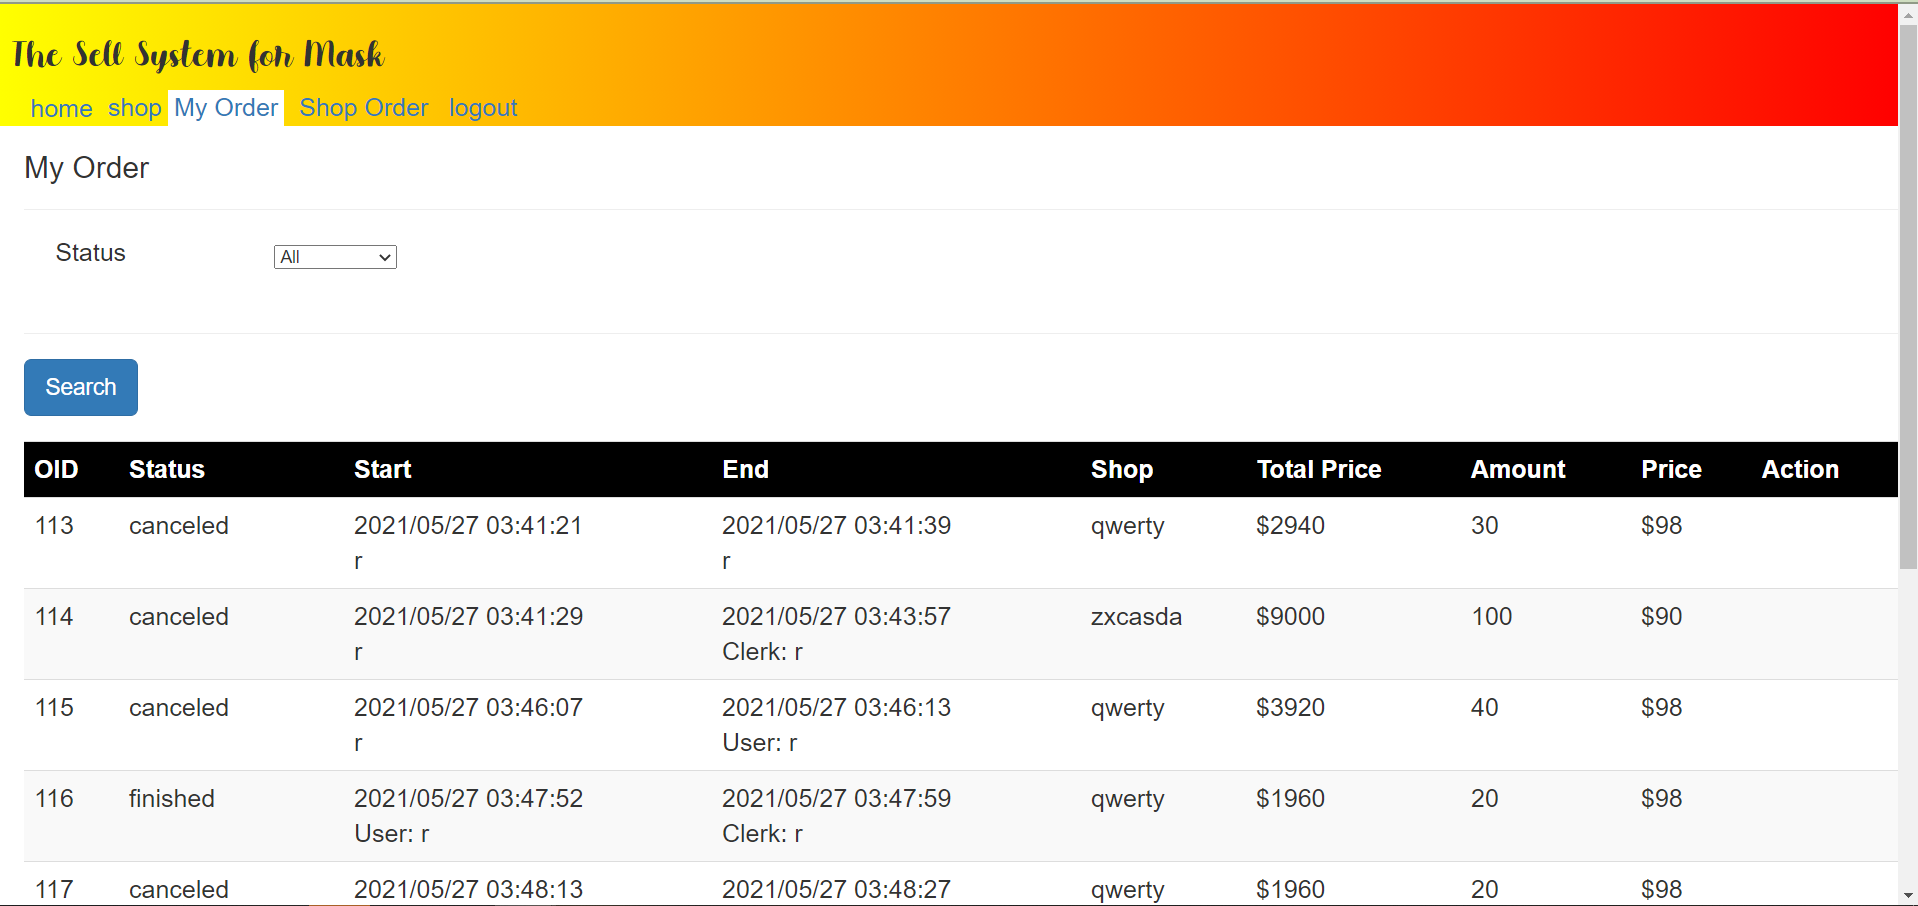 The Sell System for Mask
home shop My Order Shop Order logout
My Order
Status All
Search
OID Status Start End Shop Total Price Amount Price Action
113 canceled 2021/05/27 03:41:21 2021/05/27 03:41:39 qwerty $2940 30 $98
r r
114 canceled 2021/05/27 03:41:29 2021/05/27 03:43:57 zxcasda $9000 100 $90
r Clerk: r
115 canceled 2021/05/27 03:46:07 2021/05/27 03:46:13 qwerty $3920 40 $98
r User: r
116 finished 2021/05/27 03:47:52 2021/05/27 03:47:59 qwerty $1960 20 $98
User: r Clerk: r
117 canceled 2021/05/27 03:48:13 2021/05/27 03:48:27 qwerty $1960 20 $98